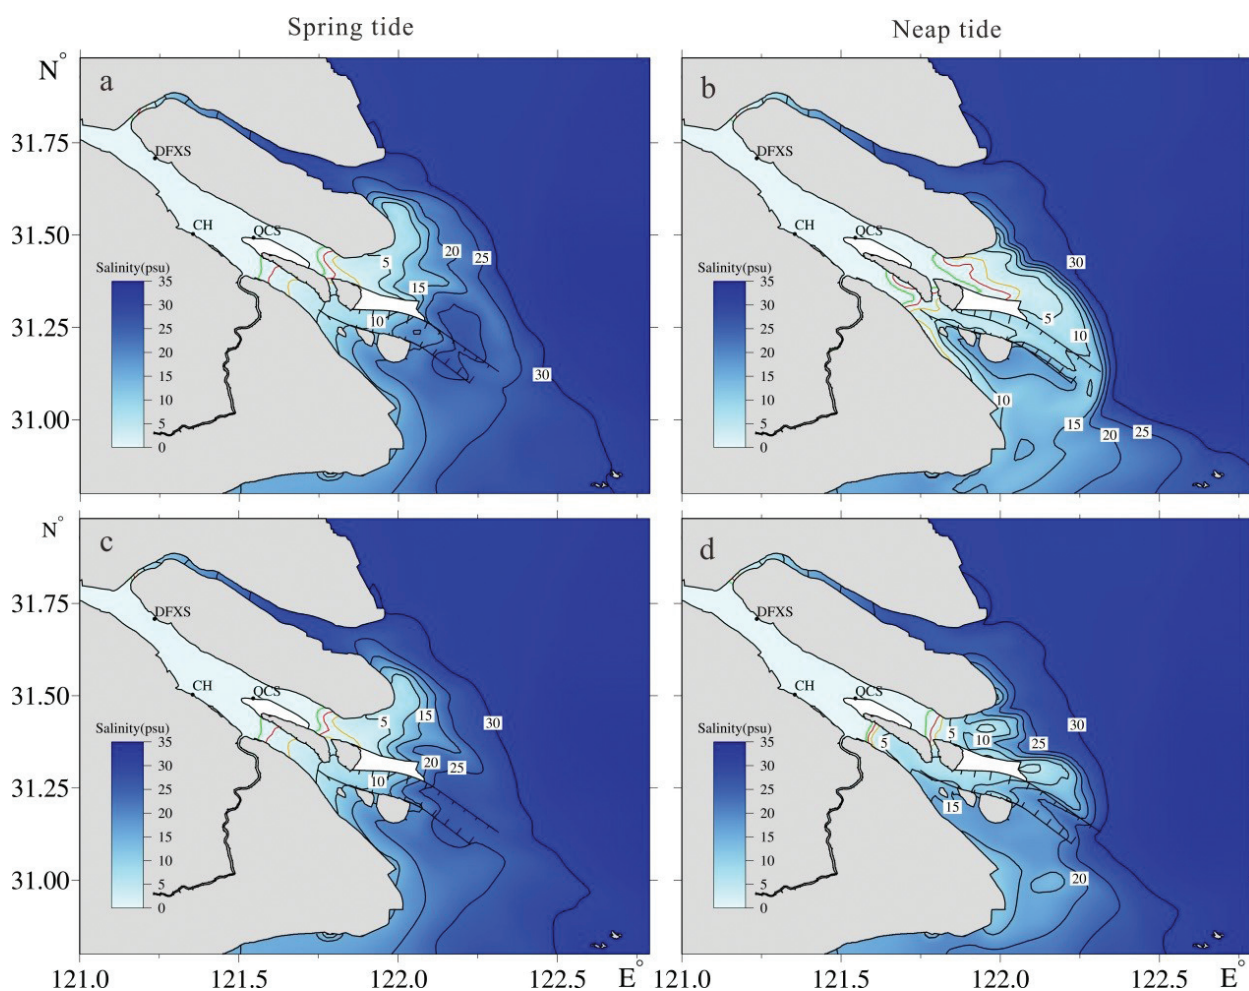 Spring tide
Neap tide
N°
a
31.75
31.50
31.25
31.00
DFXS
CH
QCS
Salinity(psu)
35
30
25
20
15
10
5
0
5
20
25
15
10
30
b
DFXS
CH
QCS
Salinity(psu)
35
30
25
20
15
10
5
0
30
5
10
10
15
20
25
N°
c
31.75
31.50
31.25
31.00
DFXS
CH
QCS
Salinity(psu)
35
30
25
20
15
10
5
0
5
15
30
20
25
10
121.0
121.5
122.0
122.5
E°
d
DFXS
CH
QCS
Salinity(psu)
35
30
25
20
15
10
5
0
30
5
5
10
25
15
20
121.0
121.5
122.0
122.5
E°